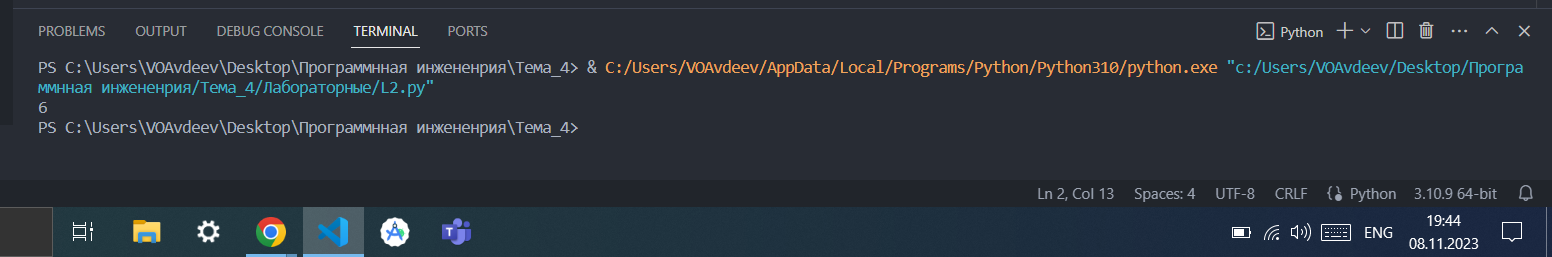 PROBLEMS OUTPUT DEBUG CONSOLE TERMINAL PORTS Python
PS C:\Users\VOAvdeev\Desktop\Программнная инжененрия\Тема_4> & C:/Users/VOAvdeev/AppData/Local/Programs/Python/Python310/python.exe "c:/Users/VOAvdeev/Desktop/Програ
ммнная инжененрия/Тема_4/Лабораторные/L2.py"
6
PS C:\Users\VOAvdeev\Desktop\Программнная инжененрия\Тема_4>
Ln 2, Col 13 Spaces: 4 UTF-8 CRLF Python 3.10.9 64-bit
ENG 19:44
08.11.2023